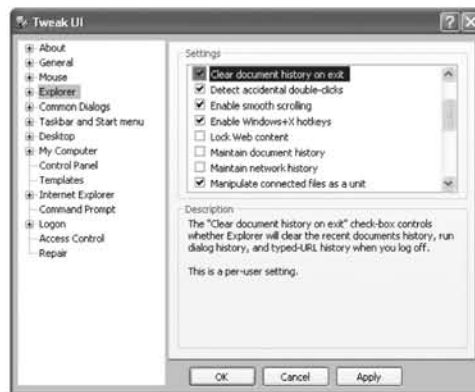 Tweak UI
About
General
Mouse
Explorer
Common Dialogs
Taskbar and Start menu
Desktop
My Computer
Control Panel
Templates
Internet Explorer
Command Prompt
Logon
Access Control
Repair
Settings
Clear document history on exit
Detect accidental double-clicks
Enable smooth scrolling
Enable Windows+X hotkeys
Lock Web content
Maintain document history
Maintain network history
Manipulate connected files as a unit
Description
The "Clear document history on exit" check-box controls
whether Explorer will clear the recent documents history, run
dialog history, and typed-URL history when you log off.
This is a per-user setting.
OK
Cancel
Apply